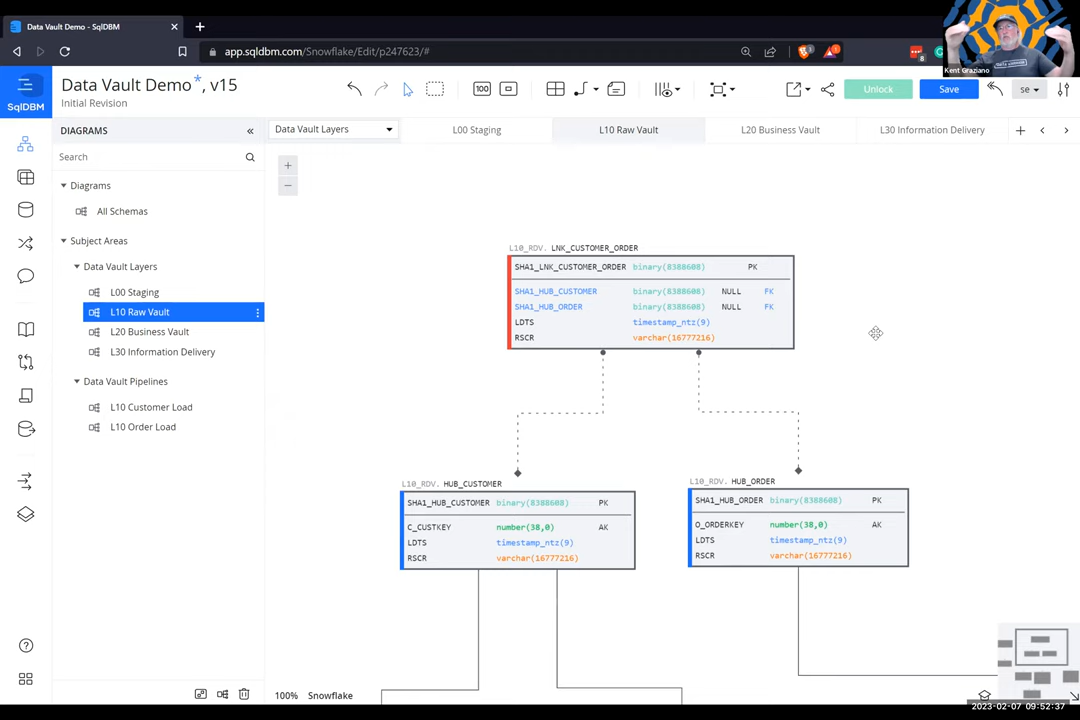 Data Vault Demo - SqlDBM
app.sqldbm.com/Snowflake/Edit/p247623/#
8
Kent Graziano
SqlDBM
Data Vault Demo*, v15
Initial Revision
100
Unlock
Save
se
DIAGRAMS
Search
Diagrams
All Schemas
Subject Areas
Data Vault Layers
L00 Staging
L10 Raw Vault
L20 Business Vault
L30 Information Delivery
Data Vault Pipelines
L10 Customer Load
L10 Order Load
Data Vault Layers
L00 Staging
L10 Raw Vault
L20 Business Vault
L30 Information Delivery
L10_RDV. LNK_CUSTOMER_ORDER
SHA1_LNK_CUSTOMER_ORDER binary(8388608) PK
SHA1_HUB_CUSTOMER binary(8388608) NULL FK
SHA1_HUB_ORDER binary(8388608) NULL FK
LDTS timestamp_ntz(9)
RSCR varchar(16777216)
L10_RDV. HUB_CUSTOMER
SHA1_HUB_CUSTOMER binary(8388608) PK
C_CUSTKEY number(38,0) AK
LDTS timestamp_ntz(9)
RSCR varchar(16777216)
L10_RDV. HUB_ORDER
SHA1_HUB_ORDER binary(8388608) PK
O_ORDERKEY number(38,0) AK
LDTS timestamp_ntz(9)
RSCR varchar(16777216)
100% Snowflake
2023-02-07 09:52:37